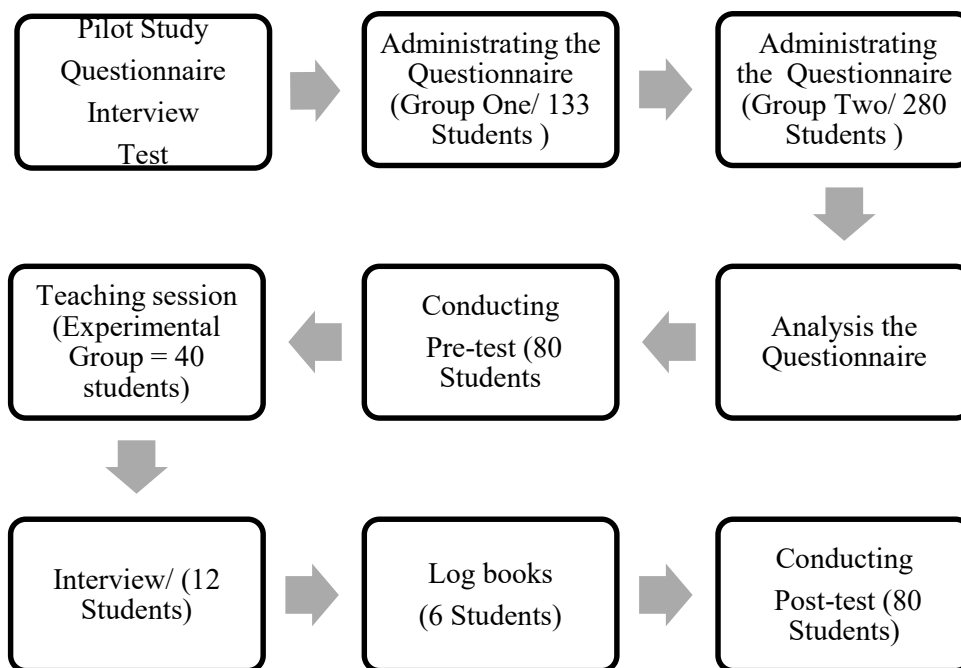 Pilot Study
Questionnaire
Interview
Test
Administrating the
Questionnaire
(Group One/ 133
Students )
Administrating
the Questionnaire
(Group Two/ 280
Students )
Analysis the
Questionnaire
Conducting
Pre-test (80
Students
Teaching session
(Experimental
Group = 40
students)
Interview/ (12
Students)
Log books
(6 Students)
Conducting
Post-test (80
Students)